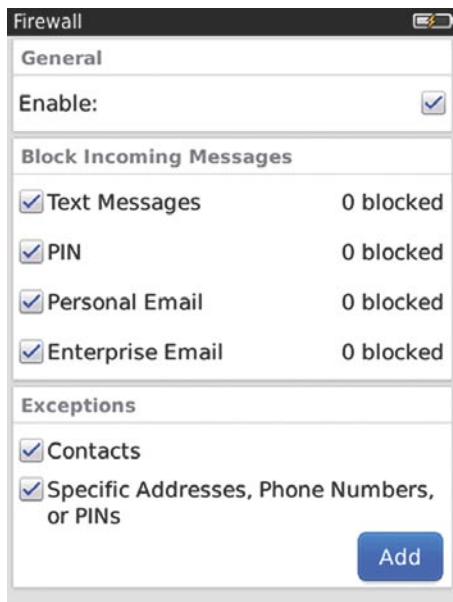 Firewall
General
Enable:
Block Incoming Messages
Text Messages 0 blocked
PIN 0 blocked
Personal Email 0 blocked
Enterprise Email 0 blocked
Exceptions
Contacts
Specific Addresses, Phone Numbers,
or PINs
Add